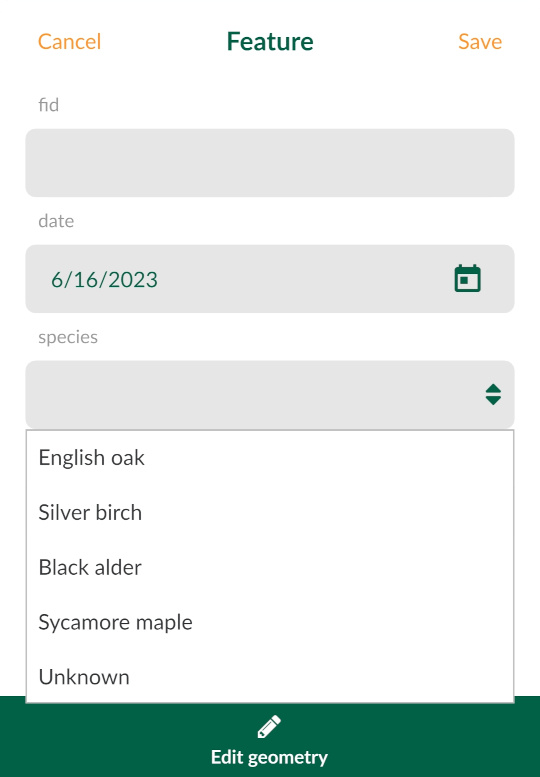 Cancel Feature Save
fid
date
6/16/2023
species
English oak
Silver birch
Black alder
Sycamore maple
Unknown
Edit geometry